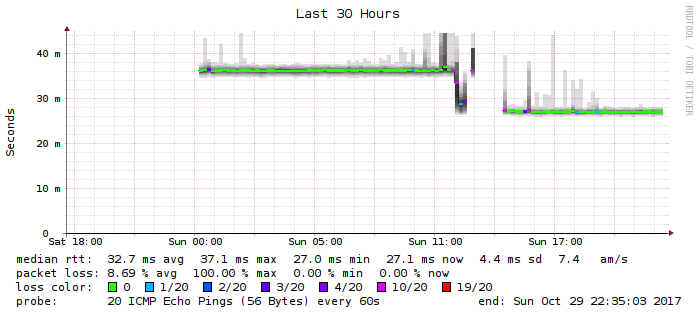 Last 30 Hours
RRDTOOL / TOBI OETIKER
Seconds
40 m
30 m
20 m
10 m
0
Sat 18:00 Sun 00:00 Sun 05:00 Sun 11:00 Sun 17:00
median rtt: 32.7 ms avg 37.1 ms max 27.0 ms min 27.1 ms now 4.4 ms sd 7.4 am/s
packet loss: 8.69 % avg 100.00 % max 0.00 % min 0.00 % now
loss color: 0 1/20 2/20 3/20 4/20 10/20 19/20
probe: 20 ICMP Echo Pings (56 Bytes) every 60s end: Sun Oct 29 22:35:03 2017